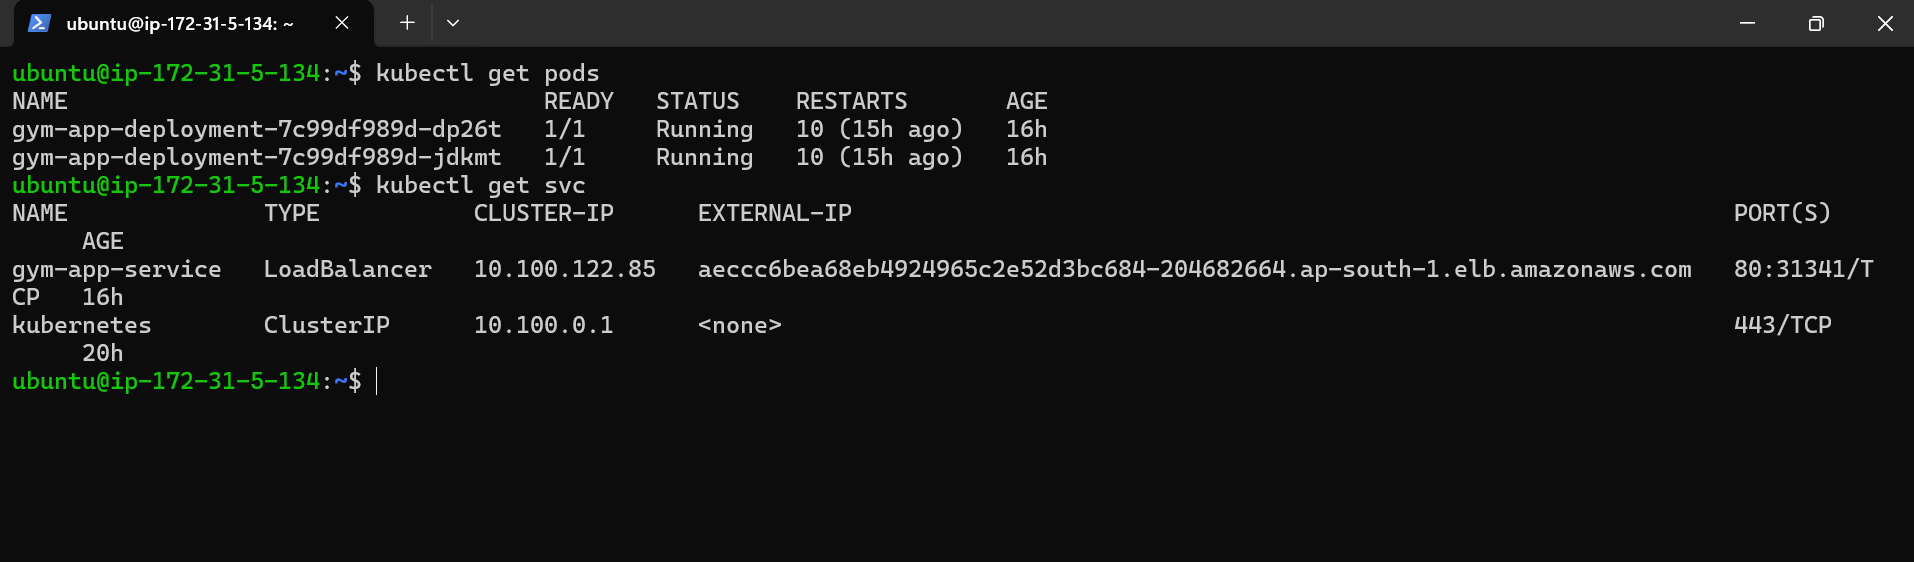 ubuntu@ip-172-31-5-134: ~
ubuntu@ip-172-31-5-134:~$ kubectl get pods
NAME                                  READY   STATUS    RESTARTS       AGE
gym-app-deployment-7c99df989d-dp26t   1/1     Running   10 (15h ago)   16h
gym-app-deployment-7c99df989d-jdkmt   1/1     Running   10 (15h ago)   16h
ubuntu@ip-172-31-5-134:~$ kubectl get svc
NAME              TYPE           CLUSTER-IP      EXTERNAL-IP                                                               PORT(S)
     AGE
gym-app-service   LoadBalancer   10.100.122.85   aeccc6bea68eb4924965c2e52d3bc684-204682664.ap-south-1.elb.amazonaws.com   80:31341/T
CP   16h
kubernetes        ClusterIP      10.100.0.1      <none>                                                                    443/TCP
     20h
ubuntu@ip-172-31-5-134:~$